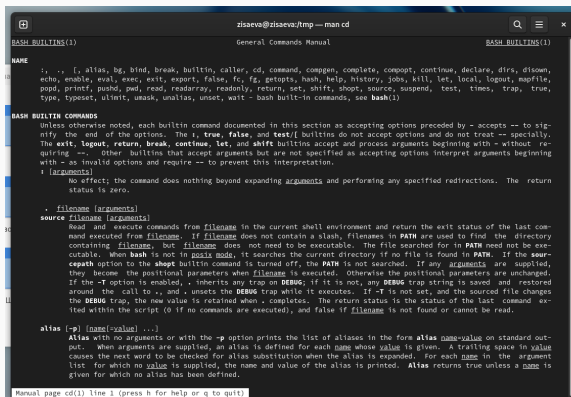 zisaeva@zisaeva:/tmp — man cd
BASH BUILTINS(1) General Commands Manual BASH BUILTINS(1)
NAME
:, ., [, alias, bg, bind, break, builtin, caller, cd, command, compgen, complete, compopt, continue, declare, dirs, disown,
echo, enable, eval, exec, exit, export, false, fc, fg, getopts, hash, help, history, jobs, kill, let, local, logout, mapfile,
popd, printf, pushd, pwd, read, readarray, readonly, return, set, shift, shopt, source, suspend, test, times, trap, true,
type, typeset, ulimit, umask, unalias, unset, wait - bash built-in commands, see bash(1)
BASH BUILTIN COMMANDS
Unless otherwise noted, each builtin command documented in this section as accepting options preceded by - accepts -- to sig‐
nify the end of the options. The :, true, false, and test/[ builtins do not accept options and do not treat -- specially.
The exit, logout, return, break, continue, let, and shift builtins accept and process arguments beginning with - without re‐
quiring --. Other builtins that accept arguments but are not specified as accepting options interpret arguments beginning
with - as invalid options and require -- to prevent this interpretation.
: [arguments]
No effect; the command does nothing beyond expanding arguments and performing any specified redirections. The return
status is zero.
. filename [arguments]
source filename [arguments]
Read and execute commands from filename in the current shell environment and return the exit status of the last com‐
mand executed from filename. If filename does not contain a slash, filenames in PATH are used to find the directory
containing filename, but filename does not need to be executable. The file searched for in PATH need not be exe‐
cutable. When bash is not in posix mode, it searches the current directory if no file is found in PATH. If the sour‐
cepath option to the shopt builtin command is turned off, the PATH is not searched. If any arguments are supplied,
they become the positional parameters when filename is executed. Otherwise the positional parameters are unchanged.
If the -T option is enabled, . inherits any trap on DEBUG; if it is not, any DEBUG trap string is saved and restored
around the call to ., and . unsets the DEBUG trap while it executes. If -T is not set, and the sourced file changes
the DEBUG trap, the new value is retained when . completes. The return status is the status of the last command ex‐
ited within the script (0 if no commands are executed), and false if filename is not found or cannot be read.
alias [-p] [name[=value] ...]
Alias with no arguments or with the -p option prints the list of aliases in the form alias name=value on standard out‐
put. When arguments are supplied, an alias is defined for each name whose value is given. A trailing space in value
causes the next word to be checked for alias substitution when the alias is expanded. For each name in the argument
list for which no value is supplied, the name and value of the alias is printed. Alias returns true unless a name is
given for which no alias has been defined.
Manual page cd(1) line 1 (press h for help or q to quit)